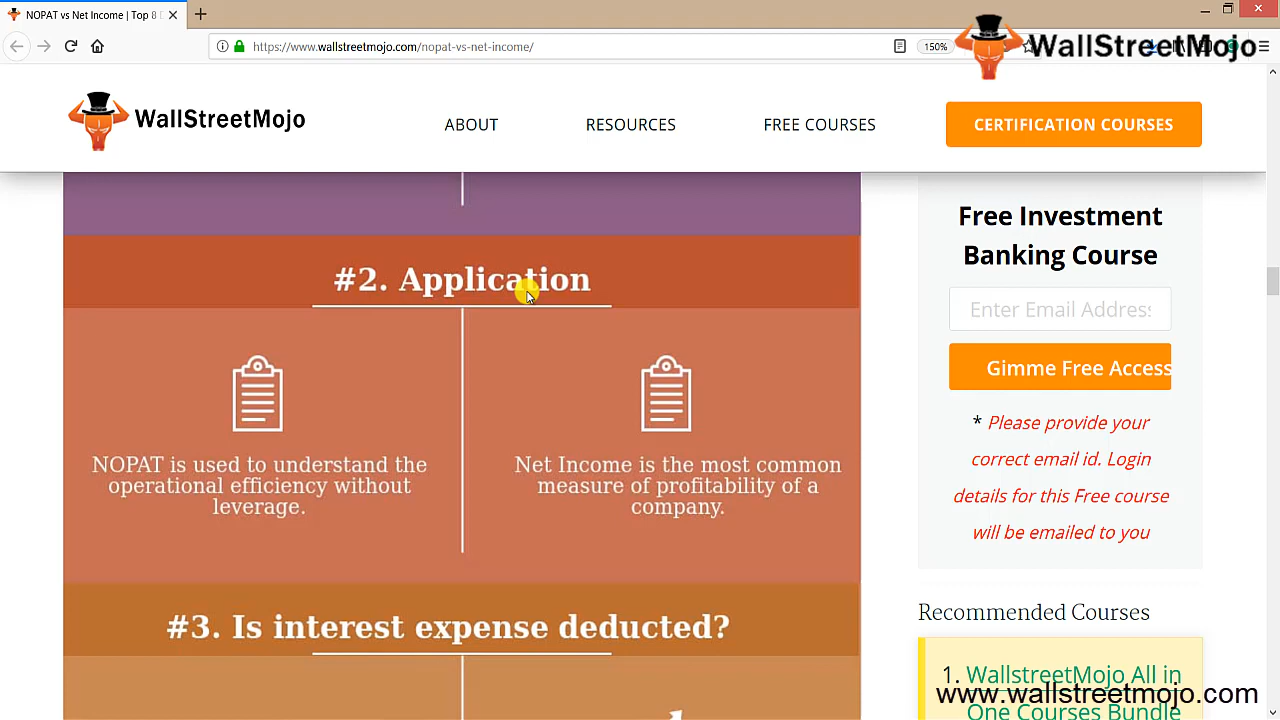 NOPAT vs Net Income | Top 8
https://www.wallstreetmojo.com/nopat-vs-net-income/
150%
WallStreetMojo
WallStreetMojo
ABOUT
RESOURCES
FREE COURSES
CERTIFICATION COURSES
#2. Application
NOPAT is used to understand the
operational efficiency without
leverage.
Net Income is the most common
measure of profitability of a
company.
#3. Is interest expense deducted?
Free Investment
Banking Course
Enter Email Address
Gimme Free Access
* Please provide your
correct email id. Login
details for this Free course
will be emailed to you
Recommended Courses
1. WallstreetMojo All in
One Courses Bundle
www.wallstreetmojo.com